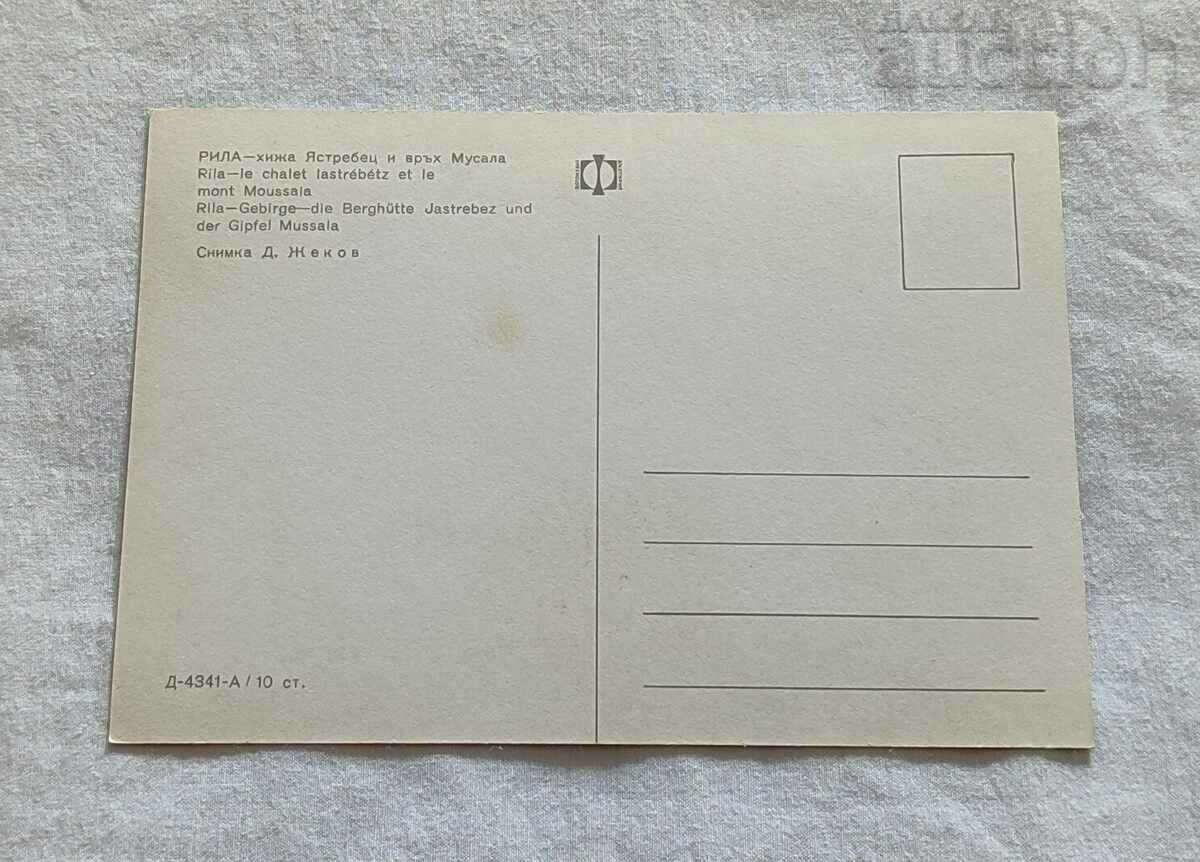 РИЛА—хижа Ястребец и връх Мусала
Rila—le chalet Iastrébétz et le
mont Moussala
Rila—Gebirge—die Berghütte Jastrebez und
der Gipfel Mussala
Снимка Д. Жеков
Д-4341-А / 10 ст.